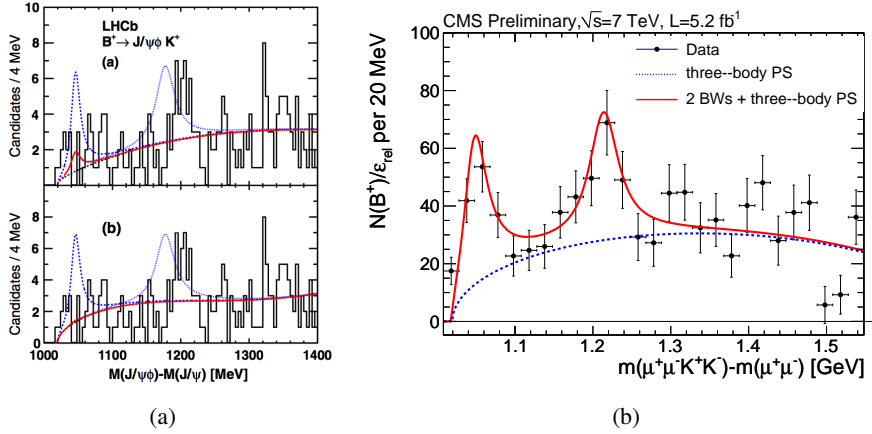 LHCb
B⁺→ J/ψφ K⁺
(a)
10
8
6
4
2
Candidates / 4 MeV
(b)
8
6
4
2
0
Candidates / 4 MeV
1000 1100 1200 1300 1400
M(J/ψφ)-M(J/ψ) [MeV]
(a)
CMS Preliminary,√s=7 TeV, L=5.2 fb⁻¹
Data
three--body PS
2 BWs + three--body PS
100
80
60
40
20
0
N(B⁺)/ε_rel per 20 MeV
1.1 1.2 1.3 1.4 1.5
m(μ⁺μ⁻K⁺K⁻)-m(μ⁺μ⁻) [GeV]
(b)